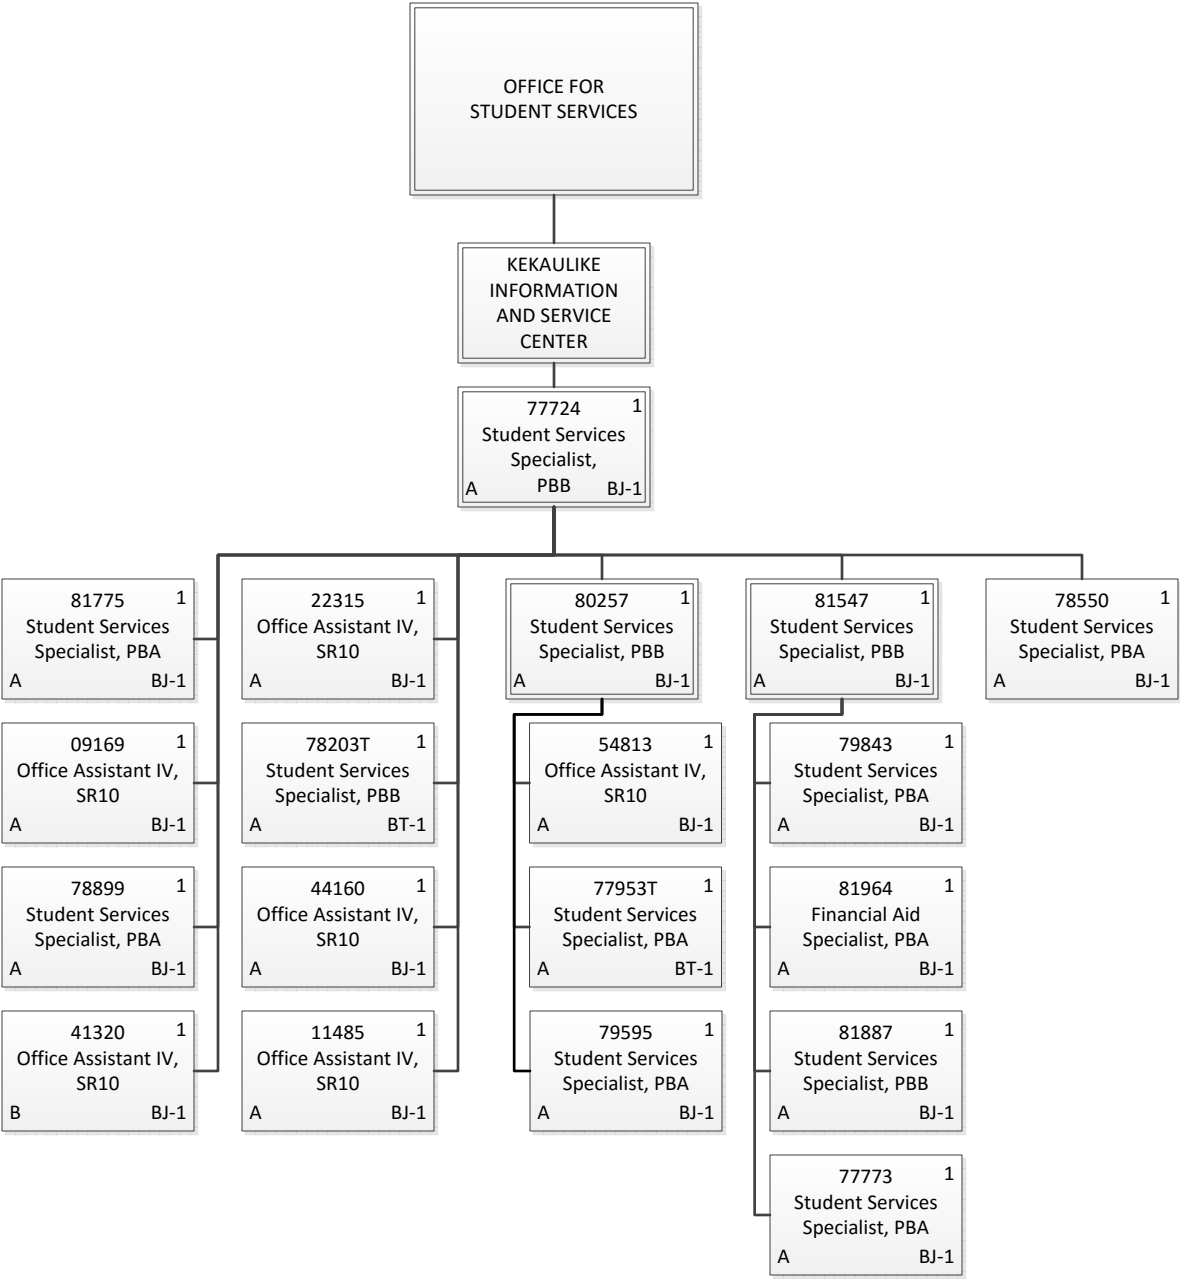 OFFICE FOR
STUDENT SERVICES
KEKAULIKE
INFORMATION
AND SERVICE
CENTER
77724 1
Student Services
Specialist,
PBB
A BJ-1
81775 1
Student Services
Specialist, PBA
A BJ-1
09169 1
Office Assistant IV,
SR10
A BJ-1
78899 1
Student Services
Specialist, PBA
A BJ-1
41320 1
Office Assistant IV,
SR10
B BJ-1
22315 1
Office Assistant IV,
SR10
A BJ-1
78203T 1
Student Services
Specialist, PBB
A BT-1
44160 1
Office Assistant IV,
SR10
A BJ-1
11485 1
Office Assistant IV,
SR10
A BJ-1
80257 1
Student Services
Specialist, PBB
A BJ-1
54813 1
Office Assistant IV,
SR10
A BJ-1
77953T 1
Student Services
Specialist, PBA
A BT-1
79595 1
Student Services
Specialist, PBA
A BJ-1
81547 1
Student Services
Specialist, PBB
A BJ-1
79843 1
Student Services
Specialist, PBA
A BJ-1
81964 1
Financial Aid
Specialist, PBA
A BJ-1
81887 1
Student Services
Specialist, PBB
A BJ-1
77773 1
Student Services
Specialist, PBA
A BJ-1
78550 1
Student Services
Specialist, PBA
A BJ-1